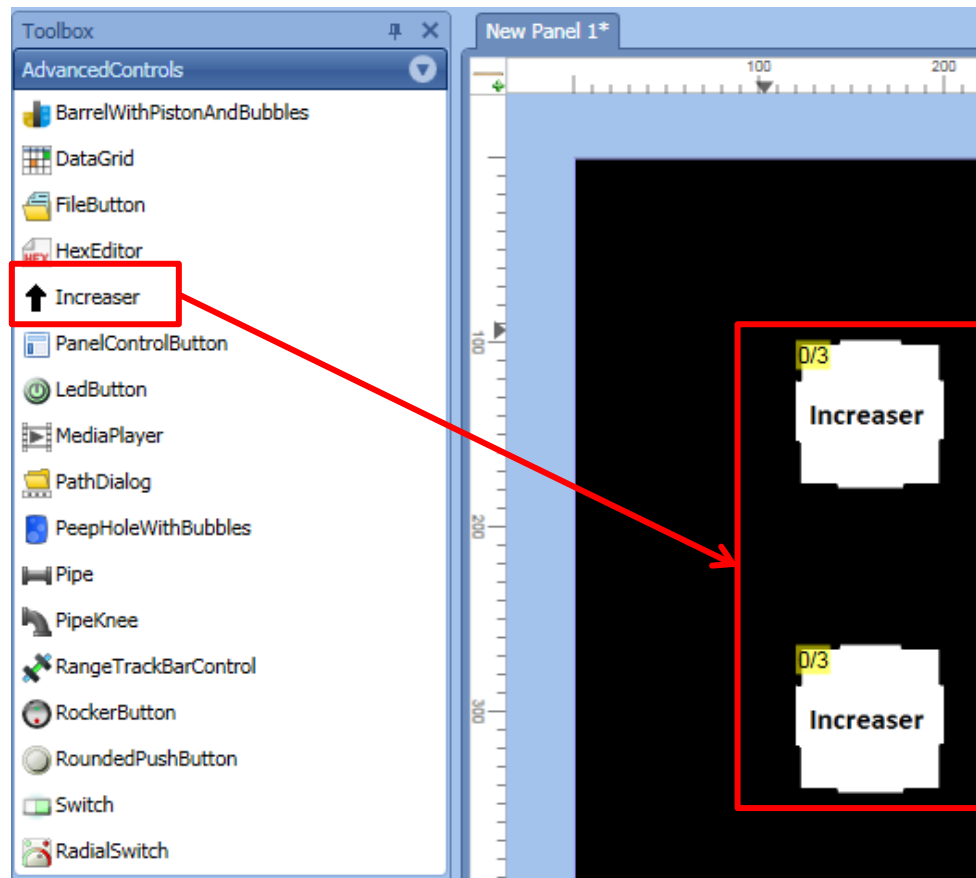 Toolbox
AdvancedControls
BarrelWithPistonAndBubbles
DataGrid
FileButton
HEX HexEditor
Increaser
PanelControlButton
LedButton
MediaPlayer
PathDialog
PeepHoleWithBubbles
Pipe
PipeKnee
RangeTrackBarControl
RockerButton
RoundedPushButton
Switch
RadialSwitch
New Panel 1*
100 200
100
0/3
Increaser
200
0/3
Increaser
300